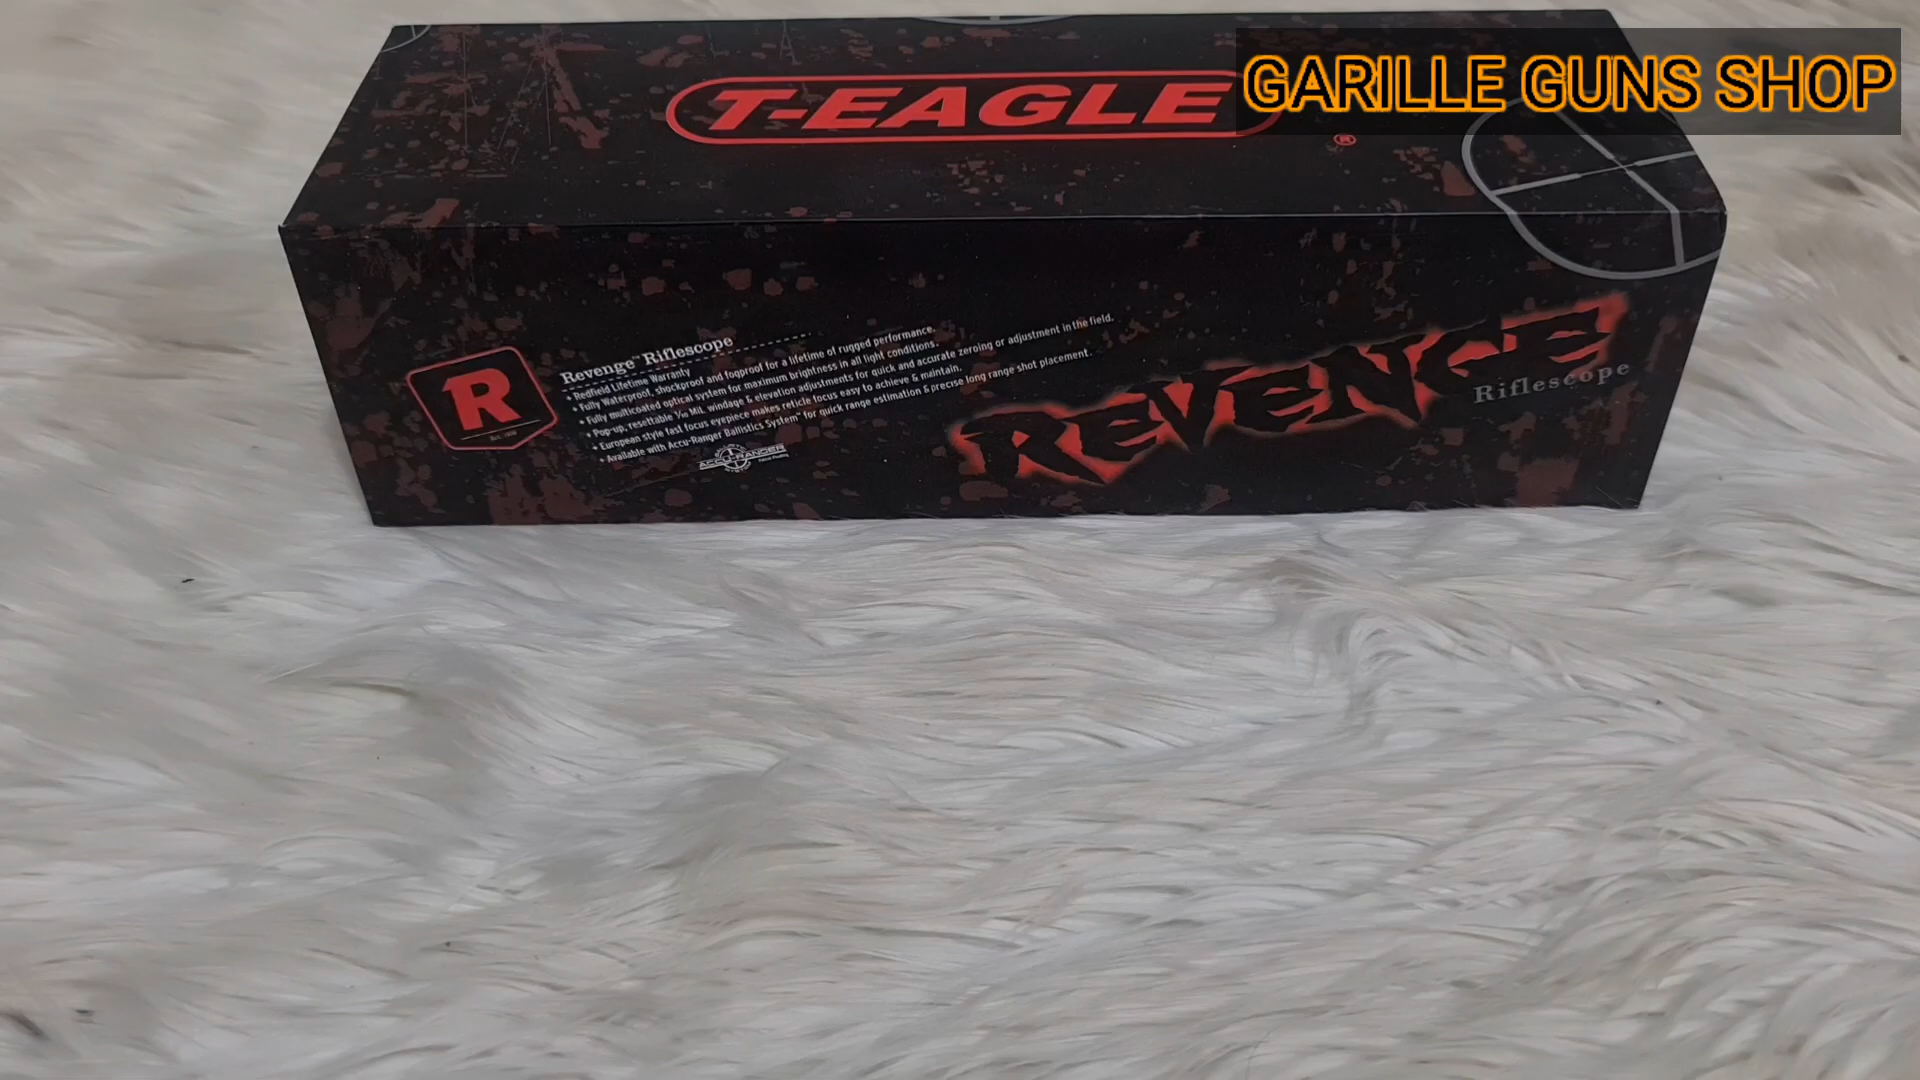 GARILLE GUNS SHOP
T-EAGLE
®
R
Revenge™ Riflescope
• Redfield Lifetime Warranty
• Fully Waterproof, shockproof and fogproof for a lifetime of rugged performance.
• Fully multicoated optical system for maximum brightness in all light conditions.
• Pop-up, resettable 1/10 MIL windage & elevation adjustments for quick and accurate zeroing or adjustment in the field.
• European style fast focus eyepiece makes reticle focus easy to achieve & maintain.
• Available with Accu-Ranger Ballistics System™ for quick range estimation & precise long range shot placement.
ACCU-RANGER
REVENGE
Riflescope